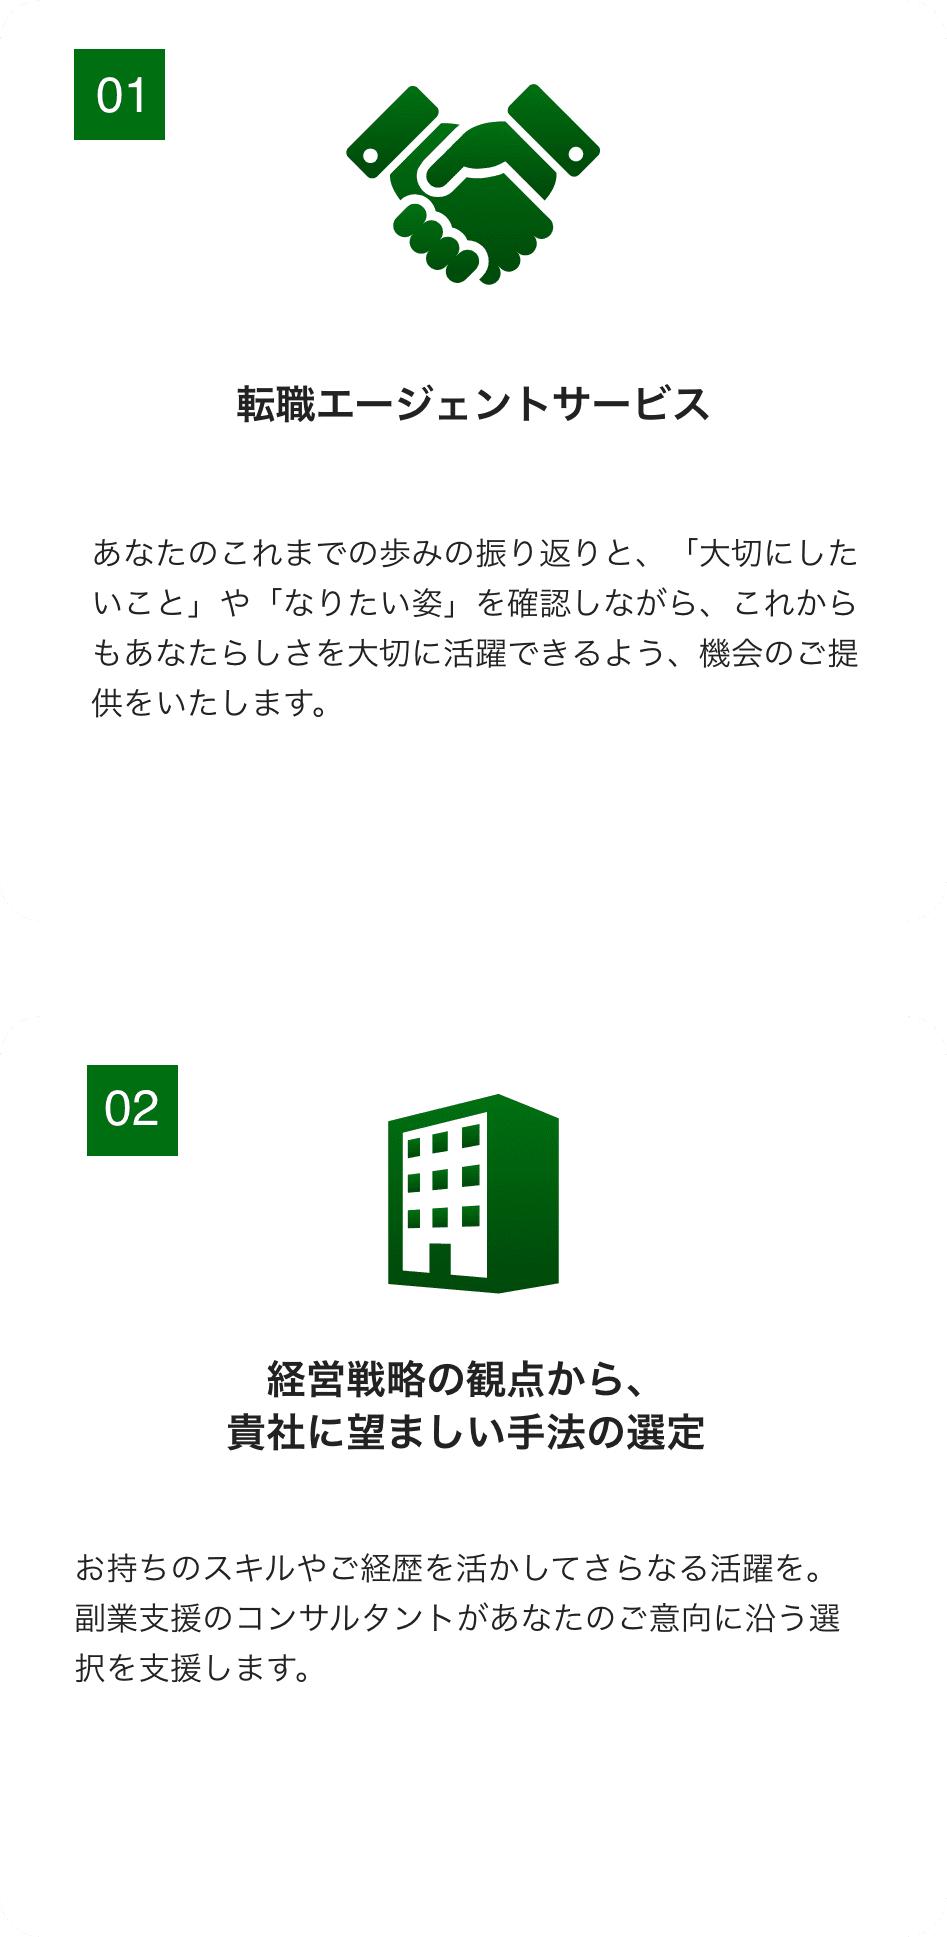 01
転職エージェントサービス
あなたのこれまでの歩みの振り返りと、「大切にした
いこと」や「なりたい姿」を確認しながら、これから
もあなたらしさを大切に活躍できるよう、機会のご提
供をいたします。
02
経営戦略の観点から、
貴社に望ましい手法の選定
お持ちのスキルやご経歴を活かしてさらなる活躍を。
副業支援のコンサルタントがあなたのご意向に沿う選
択を支援します。